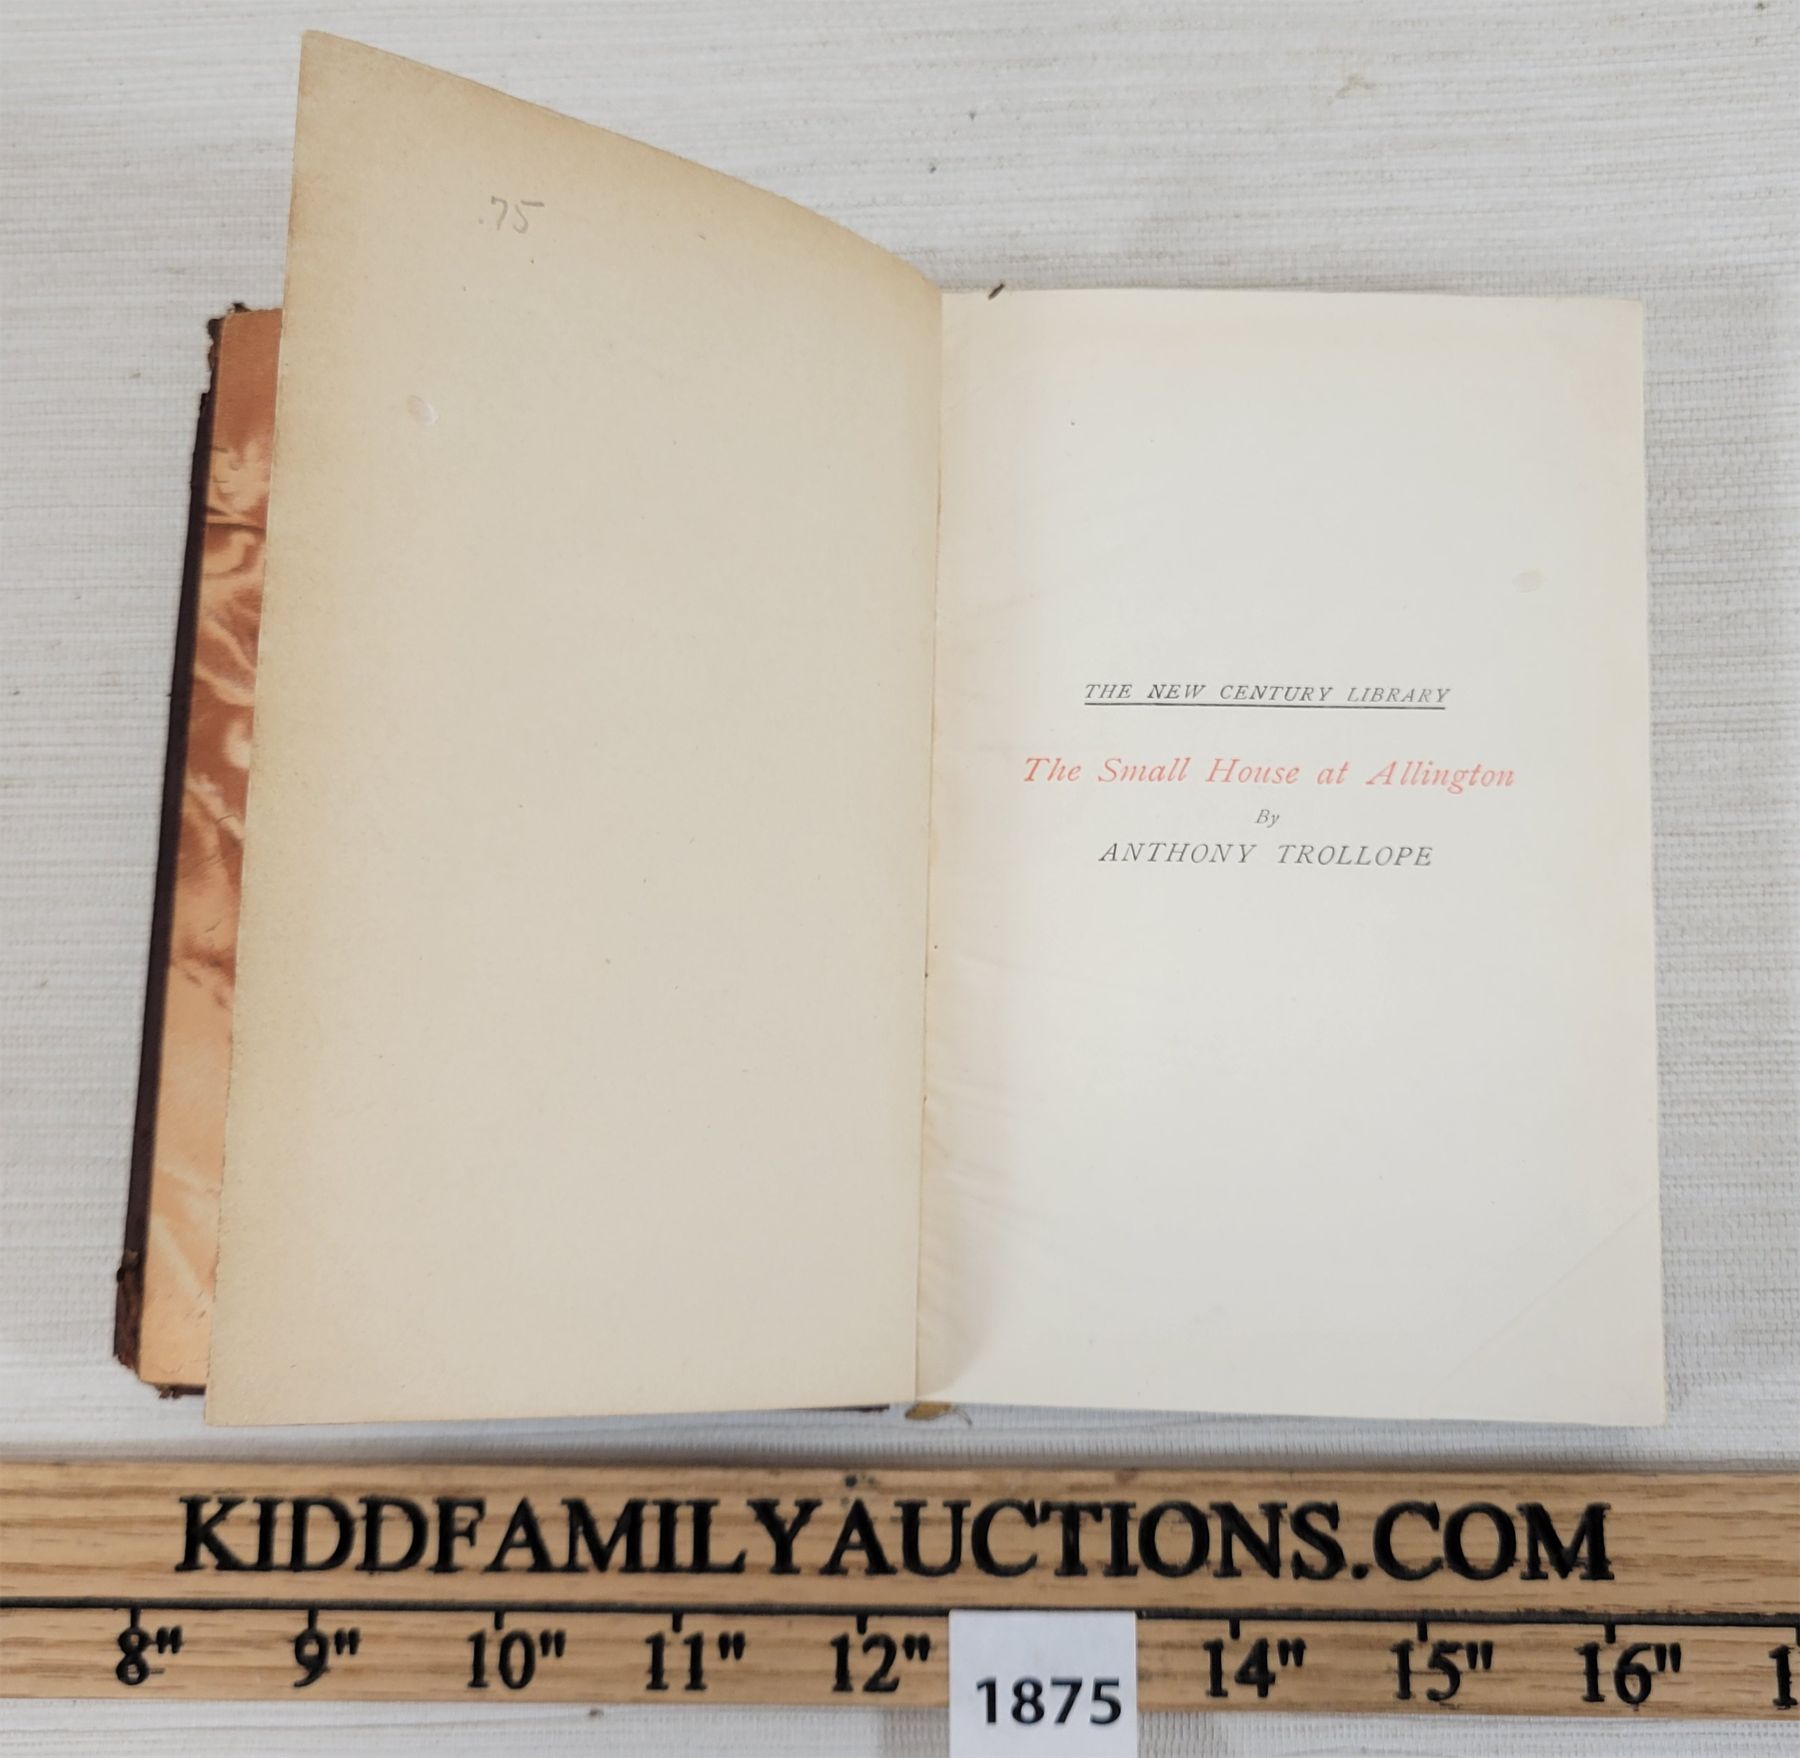 .75
THE NEW CENTURY LIBRARY
The Small House at Allington
By
ANTHONY TROLLOPE
KIDDFAMILYAUCTIONS.COM
8" 9" 10" 11" 12" 14" 15" 16" 1
1875